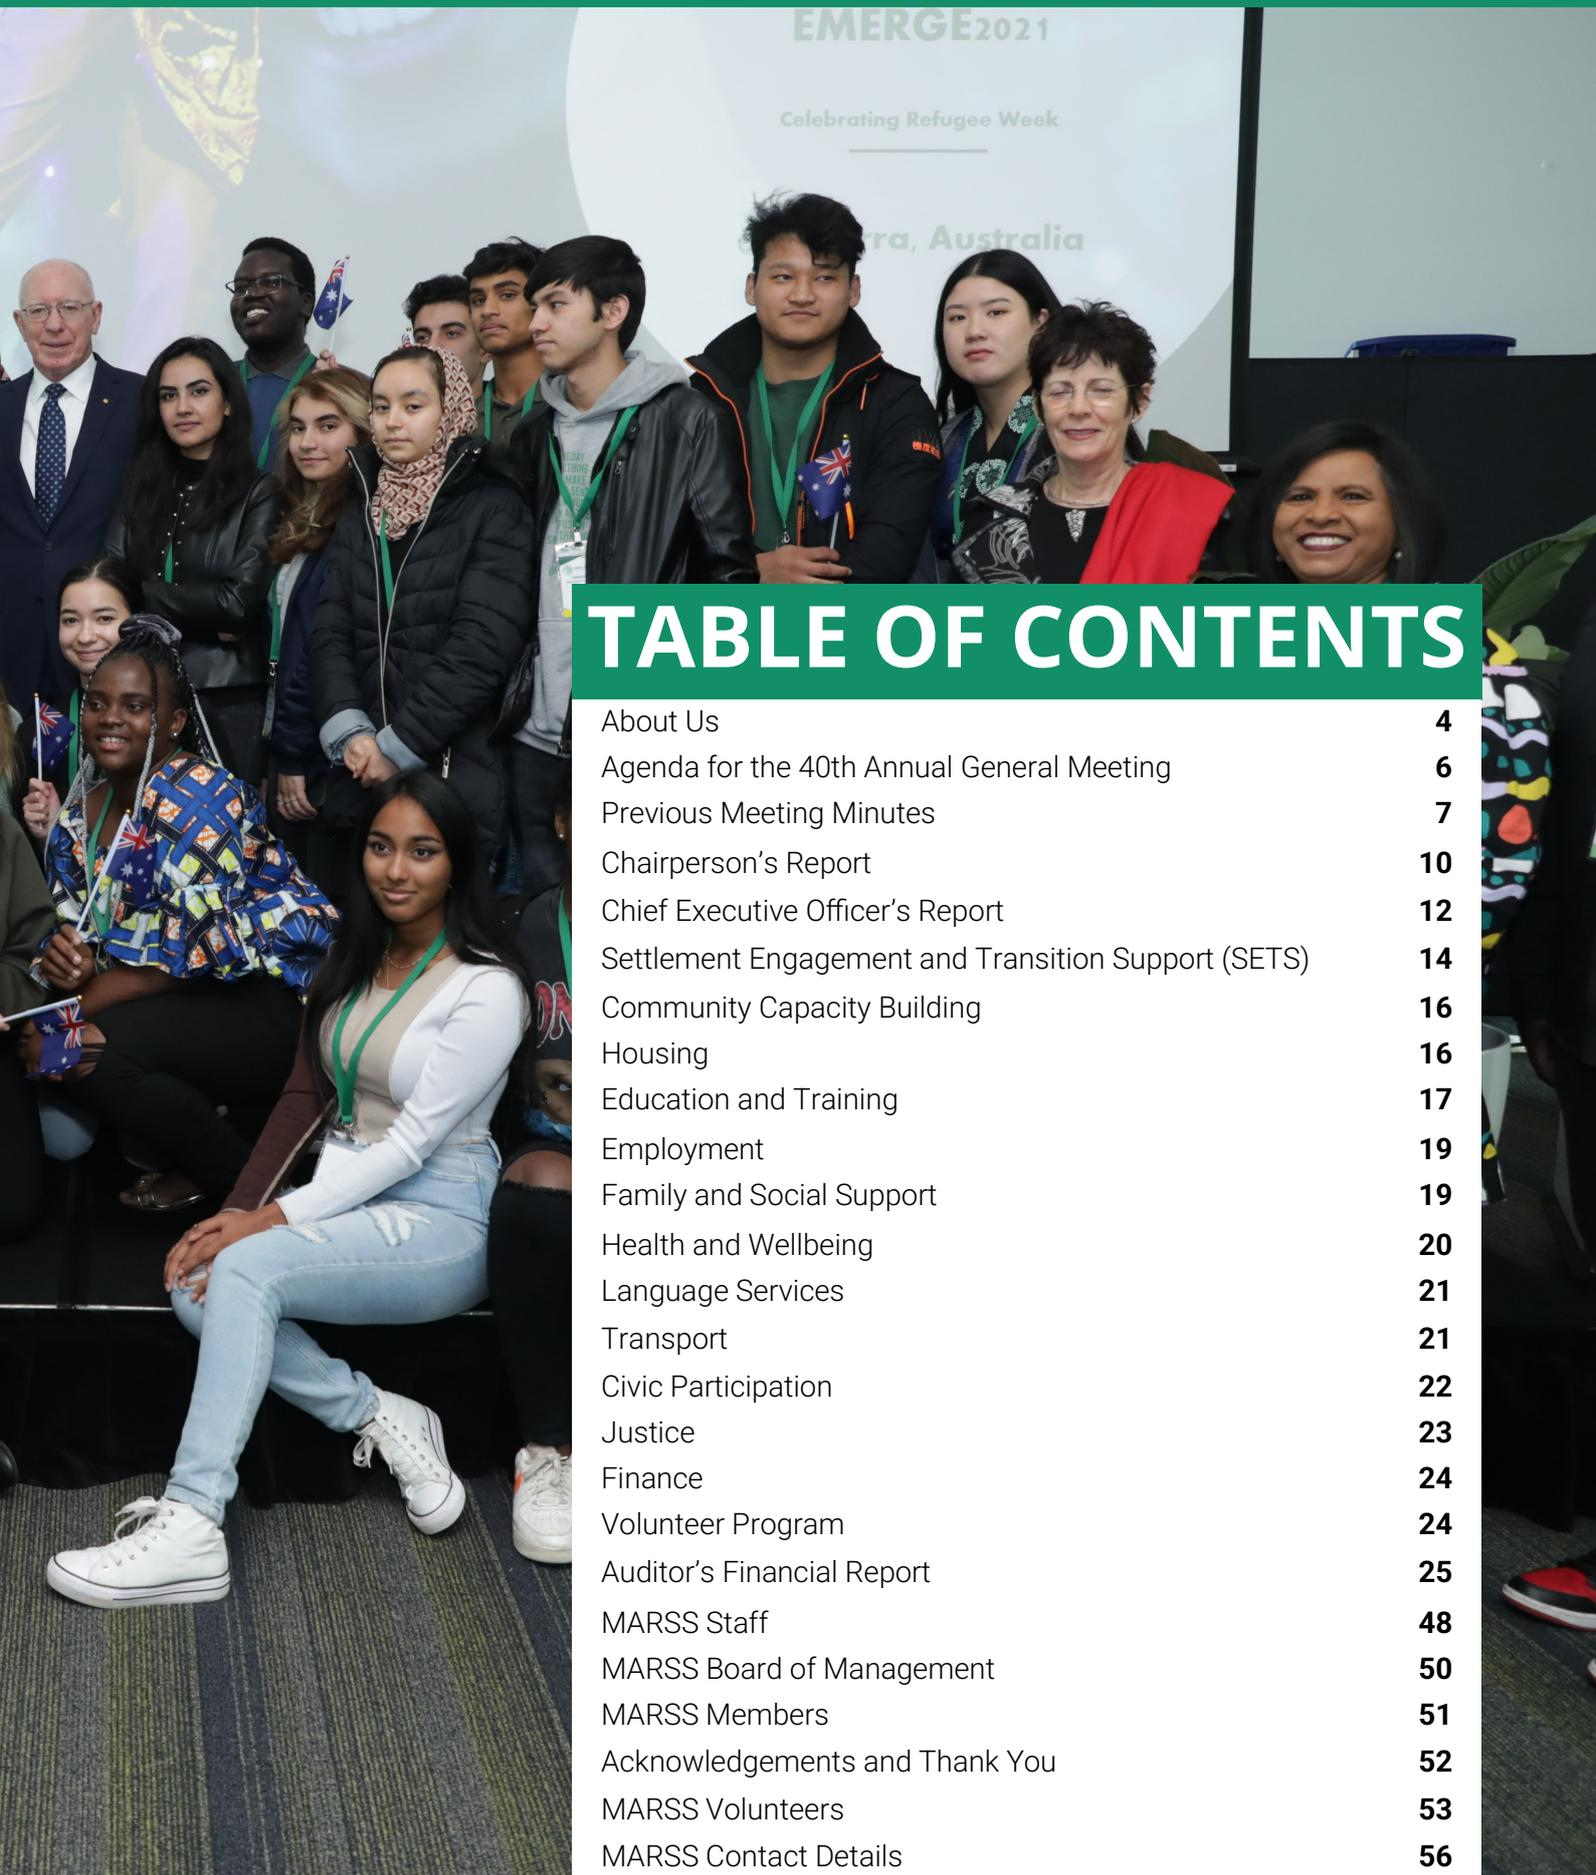 EMERGE2021
Celebrating Refugee Week
Australia
TABLE OF CONTENTS
About Us 4
Agenda for the 40th Annual General Meeting 6
Previous Meeting Minutes 7
Chairperson’s Report 10
Chief Executive Officer’s Report 12
Settlement Engagement and Transition Support (SETS) 14
Community Capacity Building 16
Housing 16
Education and Training 17
Employment 19
Family and Social Support 19
Health and Wellbeing 20
Language Services 21
Transport 21
Civic Participation 22
Justice 23
Finance 24
Volunteer Program 24
Auditor’s Financial Report 25
MARSS Staff 48
MARSS Board of Management 50
MARSS Members 51
Acknowledgements and Thank You 52
MARSS Volunteers 53
MARSS Contact Details 56